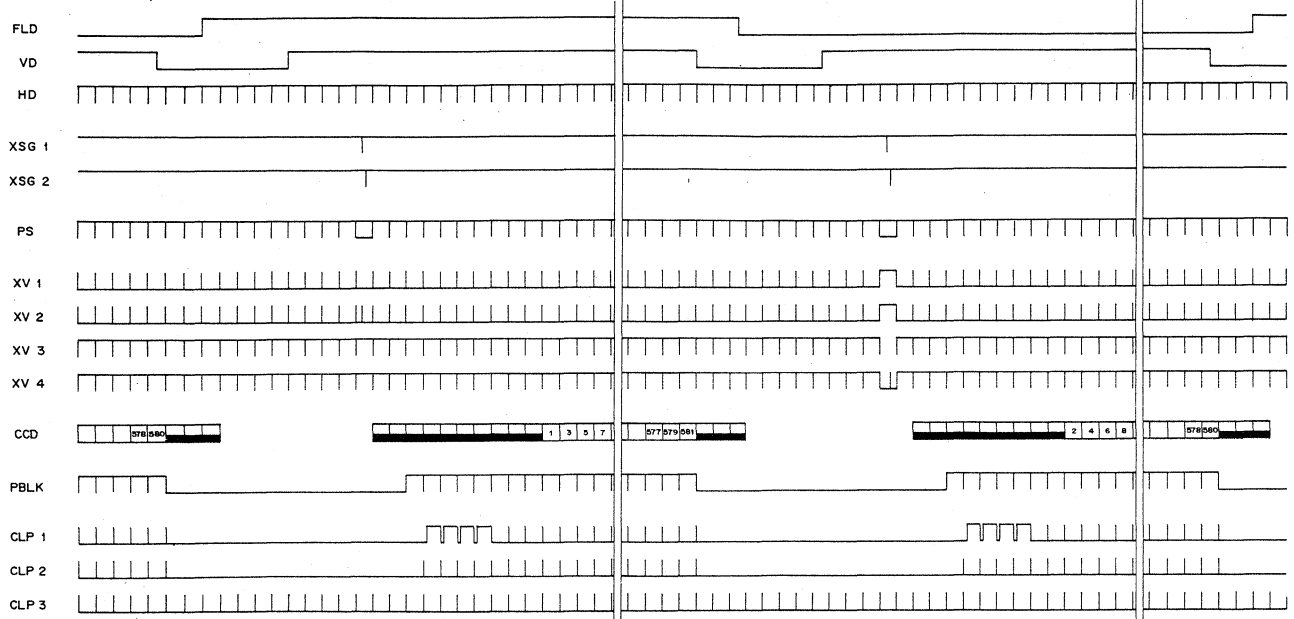 FLD
VD
HD
XSG 1
XSG 2
PS
XV 1
XV 2
XV 3
XV 4
CCD 578 580 1 3 5 7 577 579 581 2 4 6 8 578 580
PBLK
CLP 1
CLP 2
CLP 3